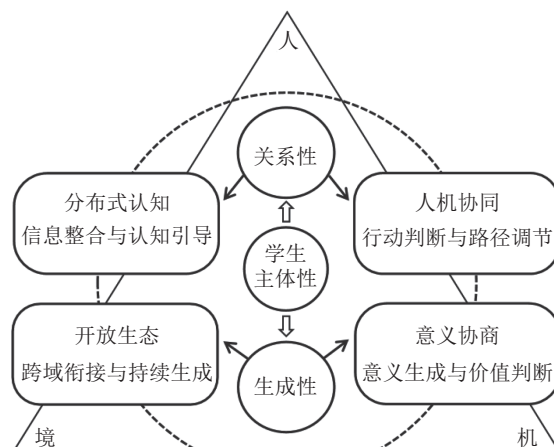 人
关系性
分布式认知
信息整合与认知引导
人机协同
行动判断与路径调节
学生
主体性
开放生态
跨域衔接与持续生成
意义协商
意义生成与价值判断
生成性
境
机